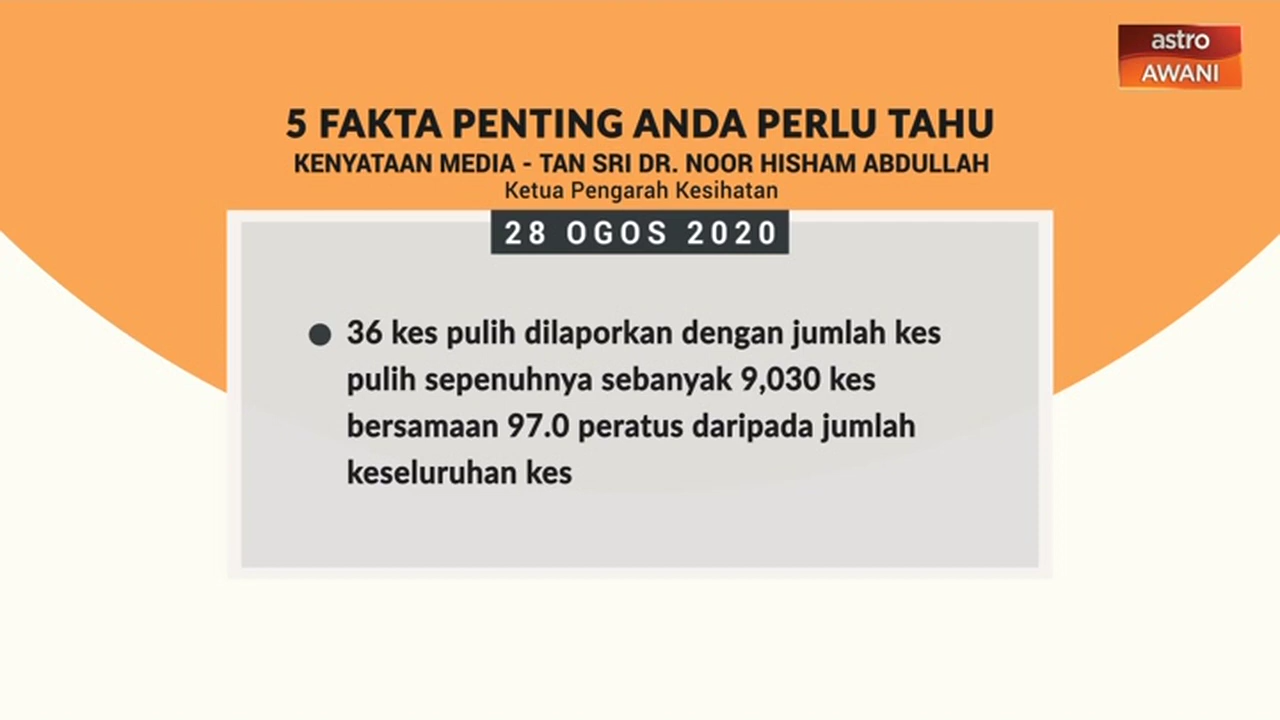 astro
AWANI
5 FAKTA PENTING ANDA PERLU TAHU
KENYATAAN MEDIA - TAN SRI DR. NOOR HISHAM ABDULLAH
Ketua Pengarah Kesihatan
28 OGOS 2020
● 36 kes pulih dilaporkan dengan jumlah kes
pulih sepenuhnya sebanyak 9,030 kes
bersamaan 97.0 peratus daripada jumlah
keseluruhan kes